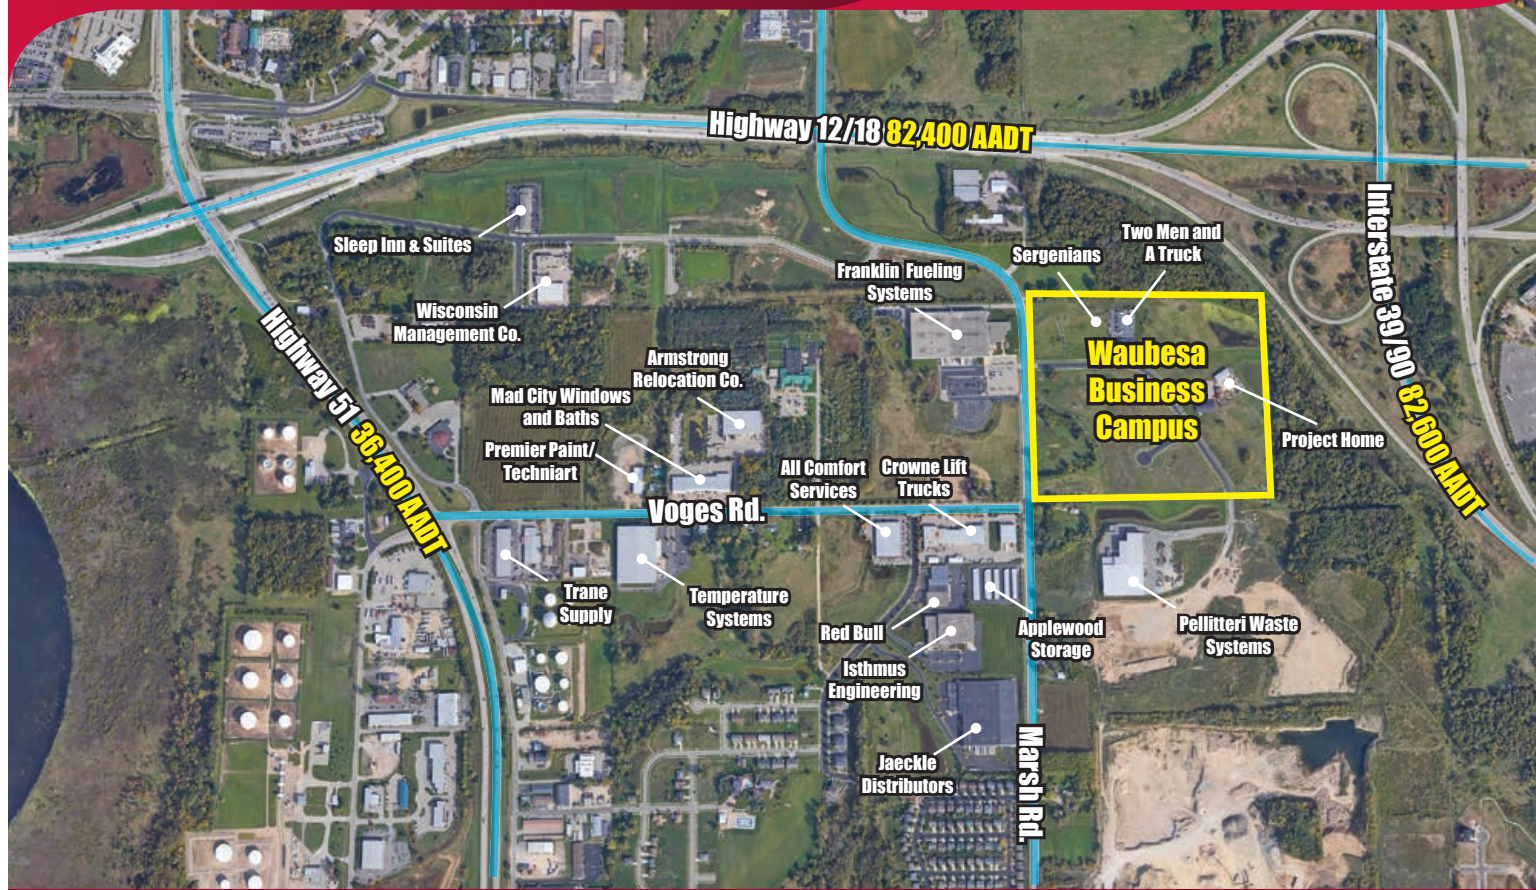 Highway 12/18 82,400 AADT
Interstate 39/90 82,600 AADT
Sleep Inn & Suites
Two Men and
A Truck
Sergenians
Franklin Fueling
Systems
Wisconsin
Management Co.
Highway 51 36,400 AADT
Waubesa
Business
Campus
Armstrong
Relocation Co.
Mad City Windows
and Baths
Project Home
Premier Paint/
Techniart
All Comfort
Services
Crowne Lift
Trucks
Voges Rd.
Trane
Supply
Temperature
Systems
Red Bull
Applewood
Storage
Pellitteri Waste
Systems
Isthmus
Engineering
Jaeckle
Distributors
Marsh Rd.